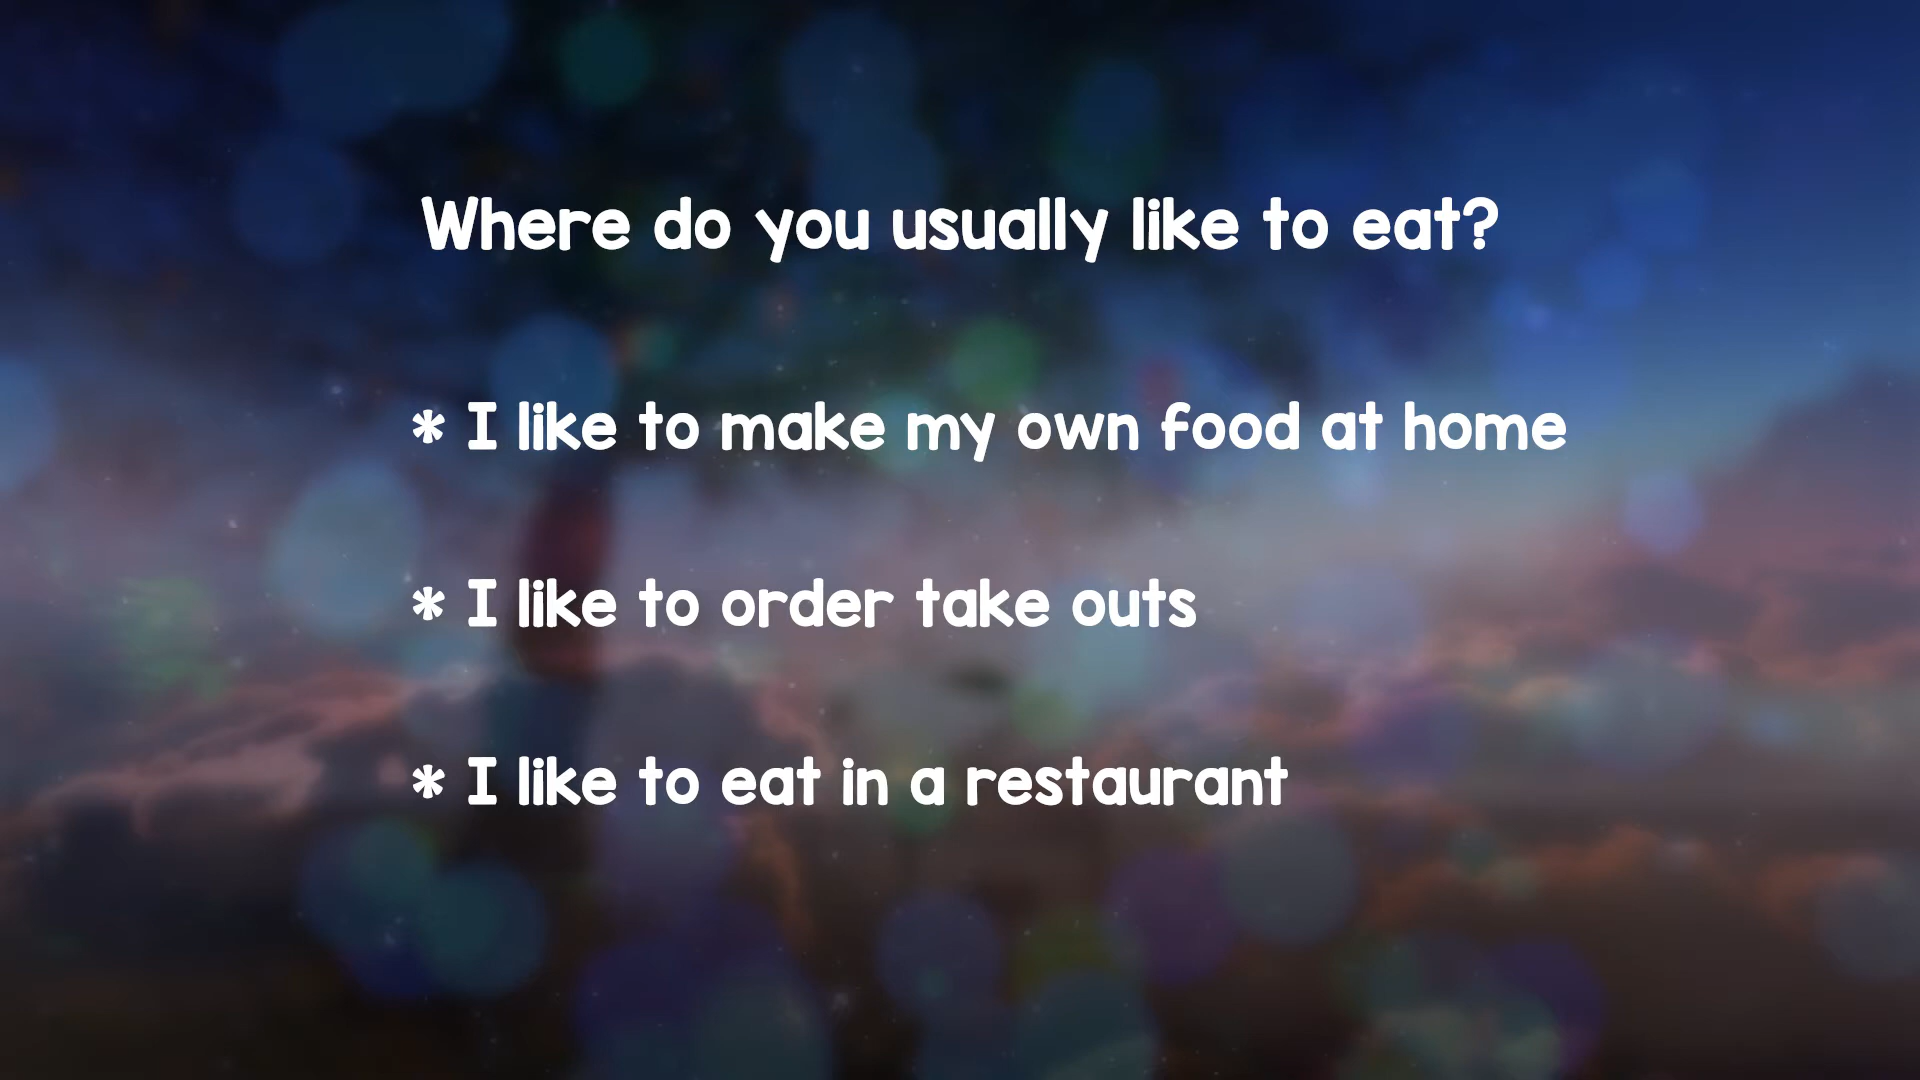 Where do you usually like to eat?
* I like to make my own food at home
* I like to order take outs
* I like to eat in a restaurant